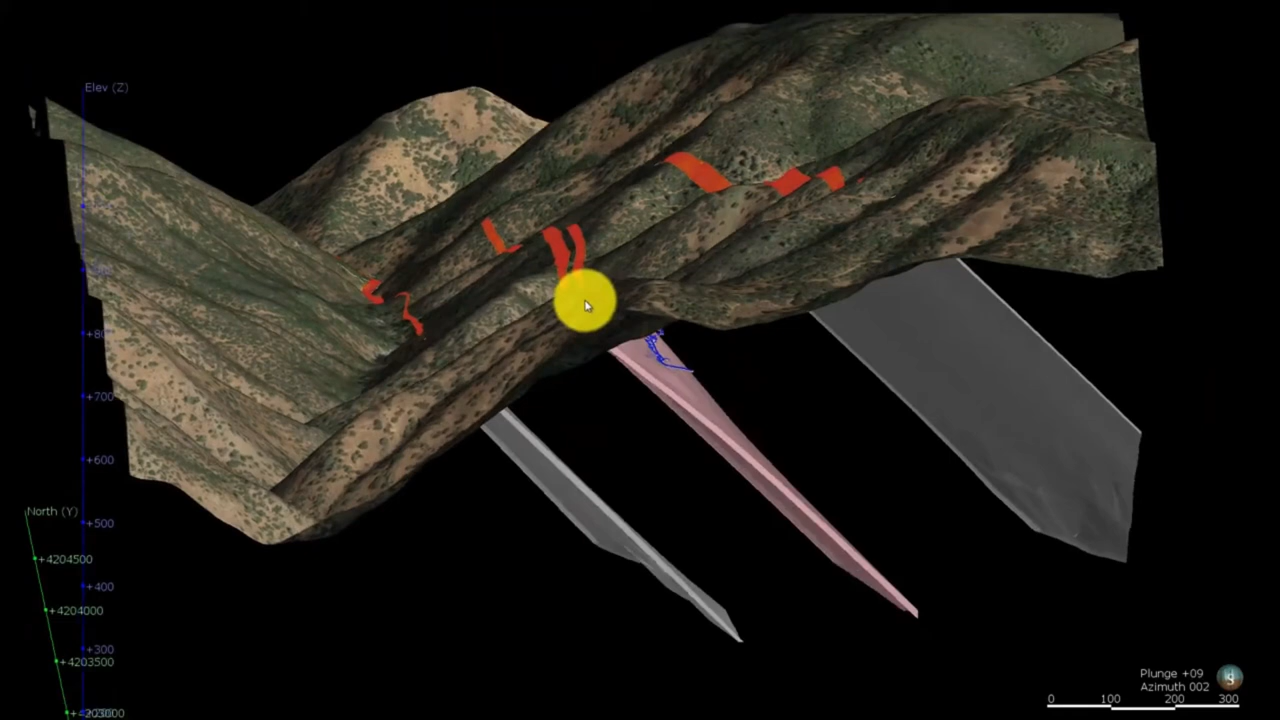 Elev (Z)
+700
+600
North (Y)
+500
+4204500
+400
+4204000
+300
+4203500
Plunge +09
Azimuth 002
0 100 200 300